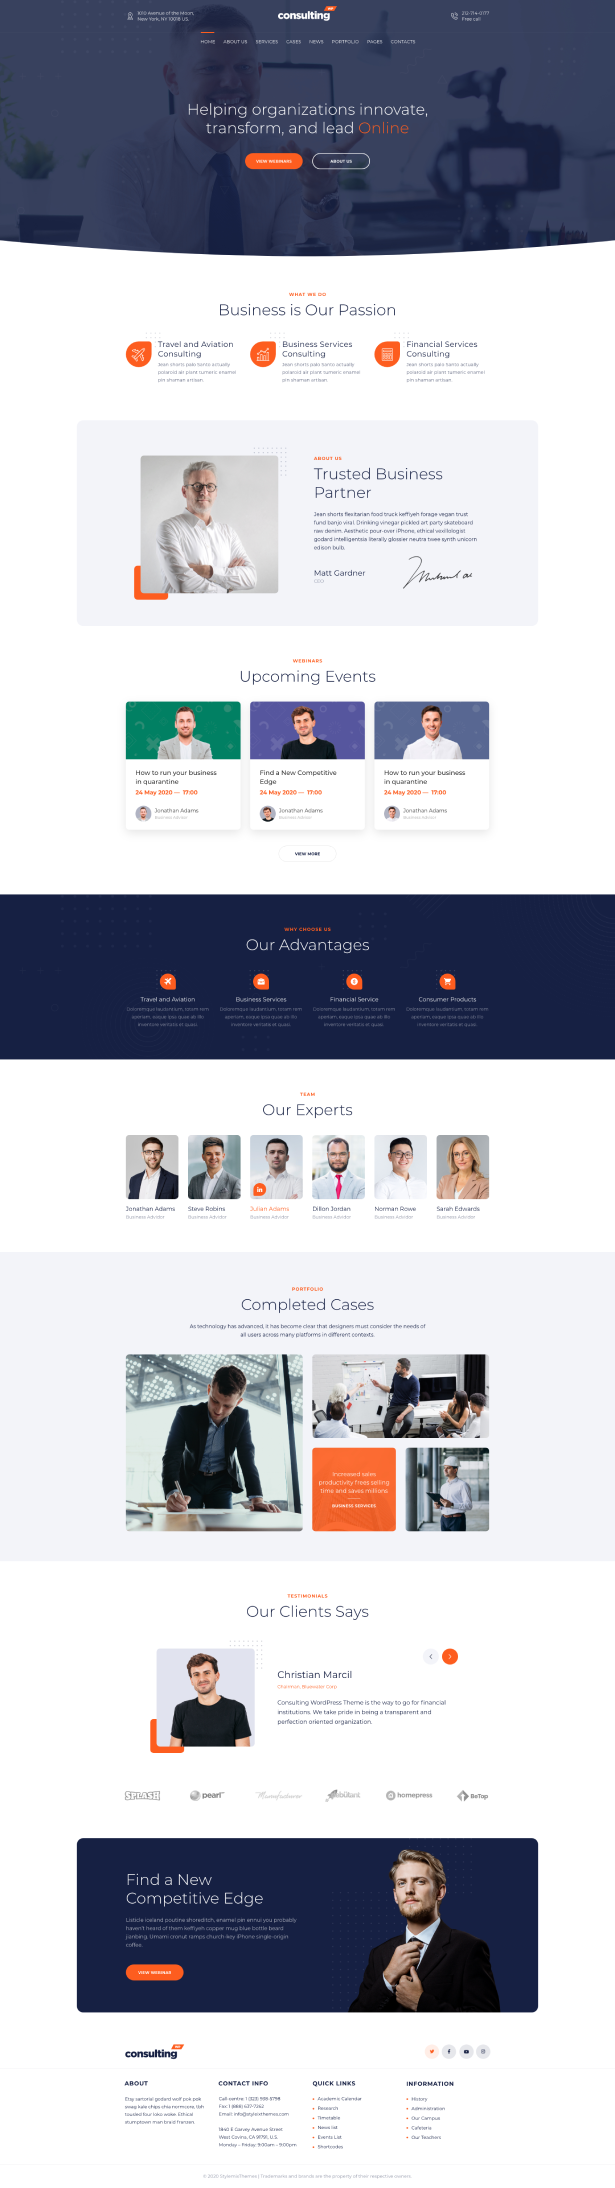 1010 Avenue of the Moon,
New York, NY 10018 US.
consulting
212-714-0177
Free call
HOME ABOUT US SERVICES CASES NEWS PORTFOLIO PAGES CONTACTS
Helping organizations innovate,
transform, and lead Online
VIEW WEBINARS
ABOUT US
WHAT WE DO
Business is Our Passion
Travel and Aviation
Consulting
Jean shorts palo santo actually
polaroid air plant tumeric enamel
pin shaman artisan
Business Services
Consulting
Jean shorts palo santo actually
polaroid air plant tumeric enamel
pin shaman artisan
Financial Services
Consulting
Jean shorts palo santo actually
polaroid air plant tumeric enamel
pin shaman artisan
ABOUT US
Trusted Business
Partner
Jean shorts flexitarian food truck keffiyeh forage vegan trust
fund banjo viral. Drinking vinegar pickled art party skateboard
raw denim. Aesthetic pour-over iPhone, ethical vaxillologist
godard intelligentsia literally glossier neutra twee synth unicorn
edison bulb.
Matt Gardner
CEO
WEBINARS
Upcoming Events
How to run your business
in quarantine
24 May 2020 — 17:00
Jonathan Adams
Business Advisor
Find a New Competitive
Edge
24 May 2020 — 17:00
Jonathan Adams
Business Advisor
How to run your business
in quarantine
24 May 2020 — 17:00
Jonathan Adams
Business Advisor
VIEW MORE
WHY CHOOSE US
Our Advantages
Travel and Aviation
Doloremque laudantium, totam rem
aperiam, eaque ipsa quae ab illo
inventore veritatis et quasi.
Business Services
Doloremque laudantium, totam rem
aperiam, eaque ipsa quae ab illo
inventore veritatis et quasi.
Financial Service
Doloremque laudantium, totam rem
aperiam, eaque ipsa quae ab illo
inventore veritatis et quasi.
Consumer Products
Doloremque laudantium, totam rem
aperiam, eaque ipsa quae ab illo
inventore veritatis et quasi.
TEAM
Our Experts
Jonathan Adams
Business Advidor
Steve Robins
Business Advidor
in
Julian Adams
Business Advidor
Dillon Jordan
Business Advidor
Norman Rowe
Business Advidor
Sarah Edwards
Business Advidor
PORTFOLIO
Completed Cases
As technology has advanced, it has become clear that designers must consider the needs of
all users across many platforms in different contexts.
Increased sales
productivity frees selling
time and saves millions
BUSINESS SERVICES
TESTIMONIALS
Our Clients Says
Christian Marcil
Chairman, Bluewater Corp
Consulting WordPress Theme is the way to go for financial
institutions. We take pride in being a transparent and
perfection oriented organization.
SPLASH
pearl
Manufacturer
homepress
BeTop
Find a New
Competitive Edge
Listicle iceland poutine shoreditch, enamel pin ennui you probably
haven't heard of them keffiyeh copper mug blue bottle beard
jianbing. Umami cronut ramps church-key iPhone single-origin
coffee.
VIEW WEBINAR
consulting
ABOUT
Etsy sartorial godard wolf pok pok
swag kale chips chia normcore, tbh
tousled four loko woke. Ethical
stumptown man braid franzen.
CONTACT INFO
Call-centre: 1 (323) 938-5798
Fax: 1 (888) 637-7262
Email: info@stylexthemes.com
1840 E Garvey Avenue Street
West Covina, CA 91791, U.S.
Monday – Friday: 9:00am – 9:00pm
QUICK LINKS
Academic Calendar
Research
Timetable
News list
Events List
Shortcodes
INFORMATION
History
Administration
Our Campus
Cafeteria
Our Teachers
© 2020 StylemixThemes | Trademarks and brands are the property of their respective owners